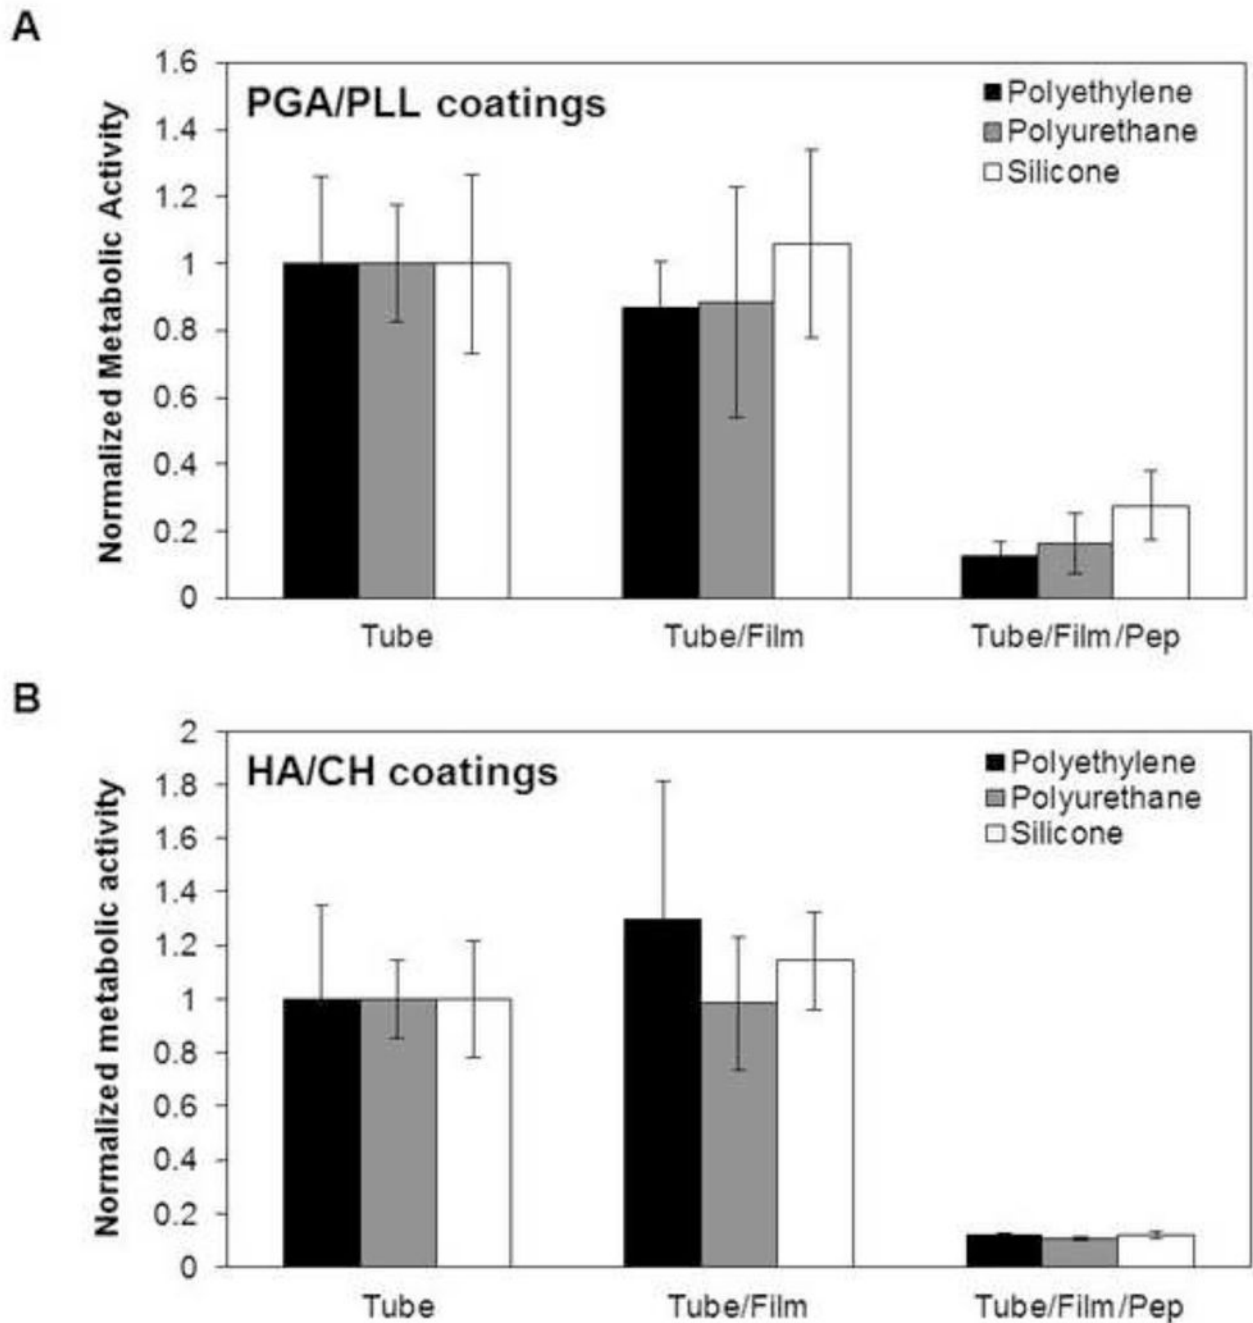 A
PGA/PLL coatings
Polyethylene
Polyurethane
Silicone
Normalized Metabolic Activity
1.6
1.4
1.2
1
0.8
0.6
0.4
0.2
0
Tube
Tube/Film
Tube/Film/Pep
B
HA/CH coatings
Polyethylene
Polyurethane
Silicone
Normalized metabolic activity
2
1.8
1.6
1.4
1.2
1
0.8
0.6
0.4
0.2
0
Tube
Tube/Film
Tube/Film/Pep